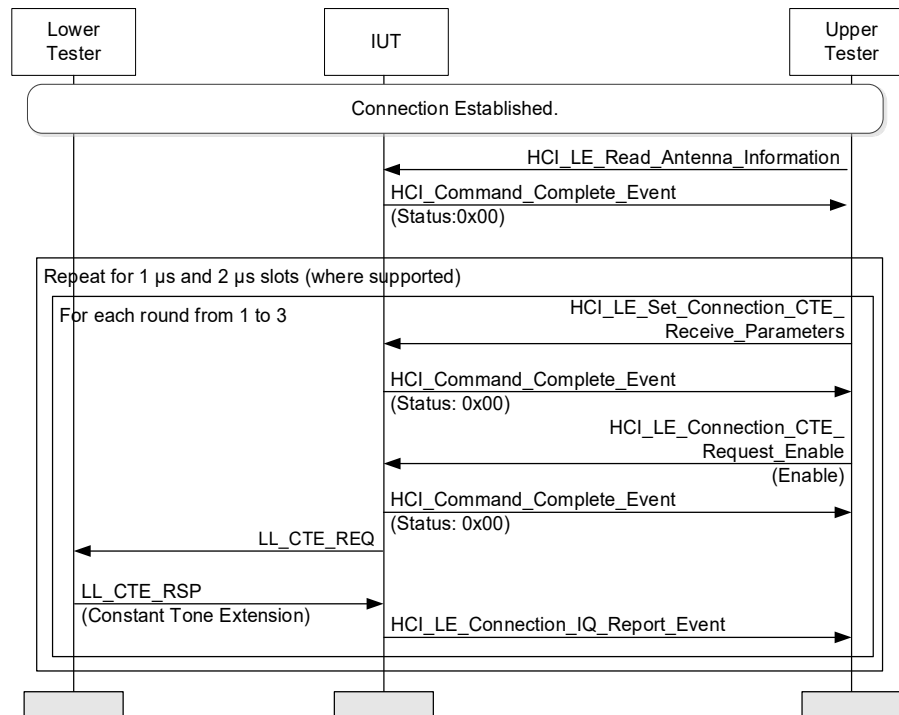 Lower
Tester
IUT
Upper
Tester
Connection Established.
HCI_LE_Read_Antenna_Information
HCI_Command_Complete_Event
(Status:0x00)
Repeat for 1 µs and 2 µs slots (where supported)
For each round from 1 to 3
HCI_LE_Set_Connection_CTE_
Receive_Parameters
HCI_Command_Complete_Event
(Status: 0x00)
HCI_LE_Connection_CTE_
Request_Enable
(Enable)
HCI_Command_Complete_Event
(Status: 0x00)
LL_CTE_REQ
LL_CTE_RSP
(Constant Tone Extension)
HCI_LE_Connection_IQ_Report_Event